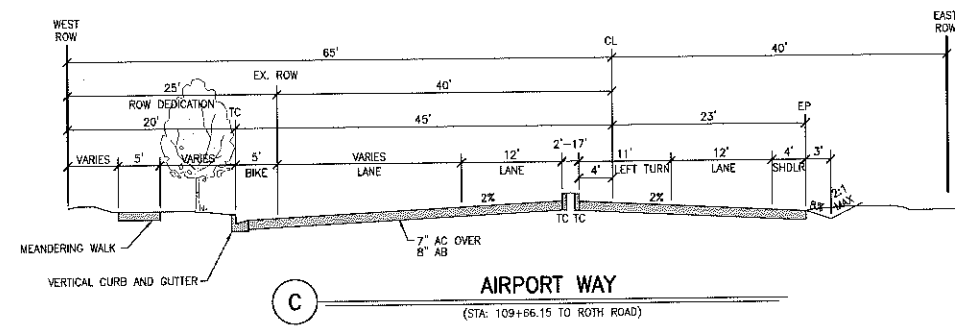 WEST
ROW
EAST
ROW
CL
65'
40'
EX. ROW
25'
40'
ROW DEDICATION
TC
EP
20'
45'
23'
VARIES
5'
VARIES
5'
BIKE
VARIES
LANE
12'
LANE
2'-17'
4'
11'
LEFT TURN
12'
LANE
4'
SHDLR
3'
2%
TC TC
2%
2:1
MAX
MEANDERING WALK
7" AC OVER
8" AB
VERTICAL CURB AND GUTTER
C
AIRPORT WAY
(STA: 109+66.15 TO ROTH ROAD)